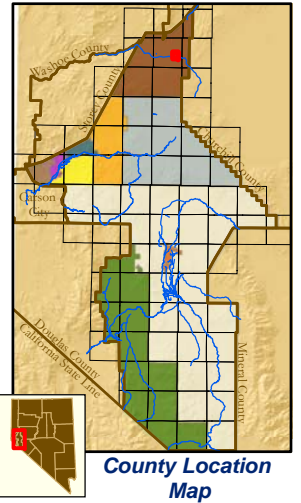 Washoe County
Storey County
Churchill County
Carson
City
Douglas County
California State Line
Mineral County
County Location
Map